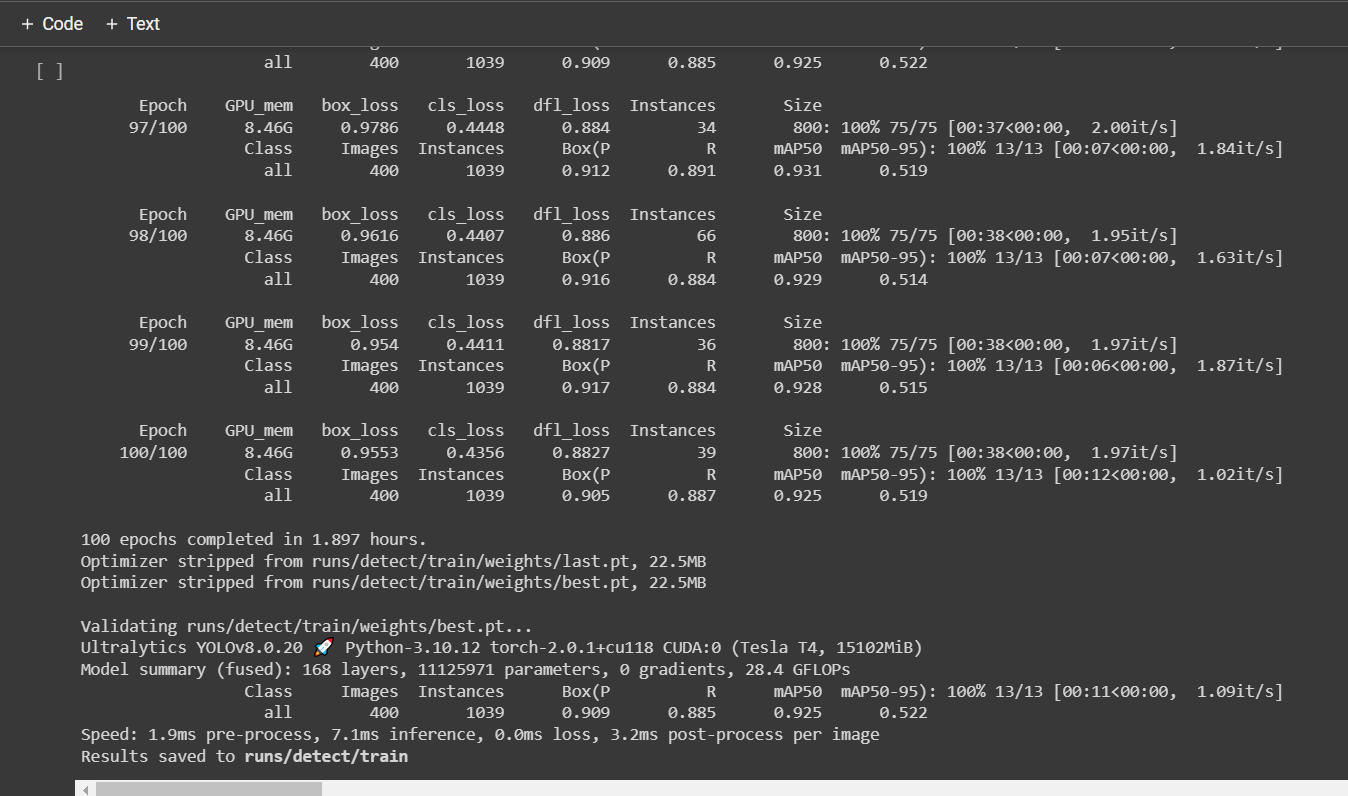 + Code + Text
[ ]
all 400 1039 0.909 0.885 0.925 0.522
Epoch GPU_mem box_loss cls_loss dfl_loss Instances Size
97/100 8.46G 0.9786 0.4448 0.884 34 800: 100% 75/75 [00:37<00:00, 2.00it/s]
Class Images Instances Box(P R mAP50 mAP50-95): 100% 13/13 [00:07<00:00, 1.84it/s]
all 400 1039 0.912 0.891 0.931 0.519
Epoch GPU_mem box_loss cls_loss dfl_loss Instances Size
98/100 8.46G 0.9616 0.4407 0.886 66 800: 100% 75/75 [00:38<00:00, 1.95it/s]
Class Images Instances Box(P R mAP50 mAP50-95): 100% 13/13 [00:07<00:00, 1.63it/s]
all 400 1039 0.916 0.884 0.929 0.514
Epoch GPU_mem box_loss cls_loss dfl_loss Instances Size
99/100 8.46G 0.954 0.4411 0.8817 36 800: 100% 75/75 [00:38<00:00, 1.97it/s]
Class Images Instances Box(P R mAP50 mAP50-95): 100% 13/13 [00:06<00:00, 1.87it/s]
all 400 1039 0.917 0.884 0.928 0.515
Epoch GPU_mem box_loss cls_loss dfl_loss Instances Size
100/100 8.46G 0.9553 0.4356 0.8827 39 800: 100% 75/75 [00:38<00:00, 1.97it/s]
Class Images Instances Box(P R mAP50 mAP50-95): 100% 13/13 [00:12<00:00, 1.02it/s]
all 400 1039 0.905 0.887 0.925 0.519
100 epochs completed in 1.897 hours.
Optimizer stripped from runs/detect/train/weights/last.pt, 22.5MB
Optimizer stripped from runs/detect/train/weights/best.pt, 22.5MB
Validating runs/detect/train/weights/best.pt...
Ultralytics YOLOv8.0.20 🚀 Python-3.10.12 torch-2.0.1+cu118 CUDA:0 (Tesla T4, 15102MiB)
Model summary (fused): 168 layers, 11125971 parameters, 0 gradients, 28.4 GFLOPs
Class Images Instances Box(P R mAP50 mAP50-95): 100% 13/13 [00:11<00:00, 1.09it/s]
all 400 1039 0.909 0.885 0.925 0.522
Speed: 1.9ms pre-process, 7.1ms inference, 0.0ms loss, 3.2ms post-process per image
Results saved to runs/detect/train